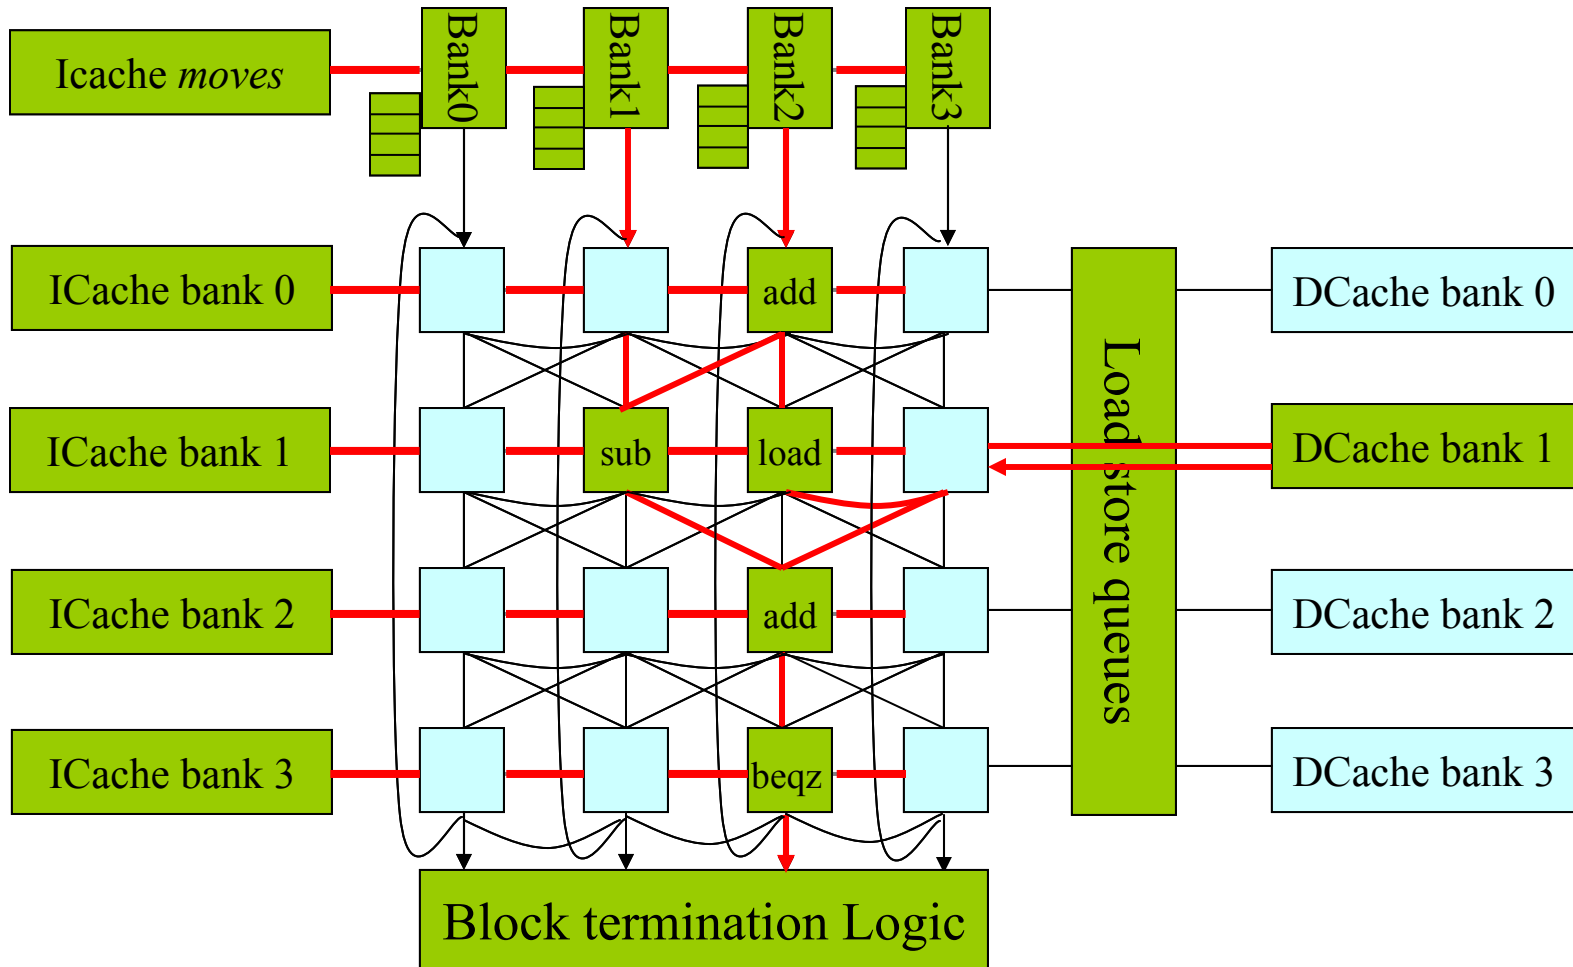 Icache moves
Bank0
Bank1
Bank2
Bank3
ICache bank 0
add
DCache bank 0
ICache bank 1
sub
load
DCache bank 1
Load store queues
ICache bank 2
add
DCache bank 2
ICache bank 3
beqz
DCache bank 3
Block termination Logic